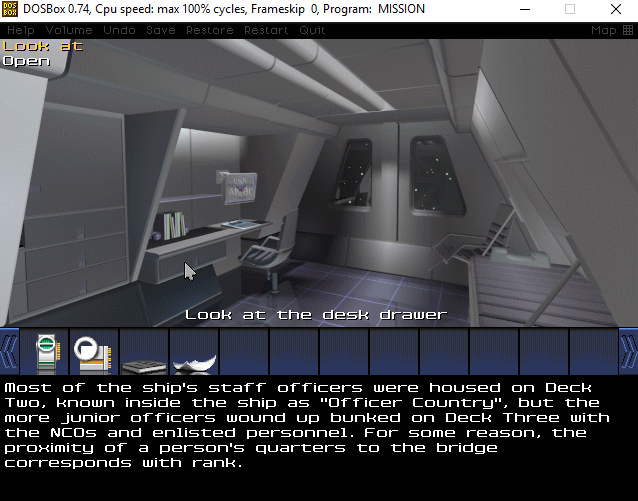 DOSBox 0.74, Cpu speed: max 100% cycles, Frameskip 0, Program: MISSION
Help Volume Undo Save Restore Restart Quit Map
Look at
Open
Look at the desk drawer
Most of the ship's staff officers were housed on Deck
Two, known inside the ship as "Officer Country", but the
more junior officers wound up bunked on Deck Three with
the NCOs and enlisted personnel. For some reason, the
proximity of a person's quarters to the bridge
corresponds with rank.